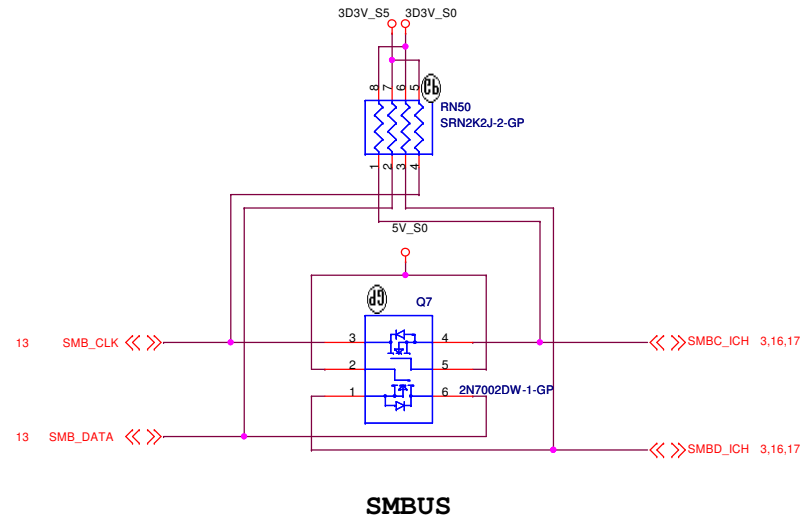 3D3V_S5 3D3V_S0
8 7 6 5
RN50
SRN2K2J-2-GP
1 2 3 4
5V_S0
Q7
13 SMB_CLK 3 4 SMBC_ICH 3,16,17
2 5
1 6 2N7002DW-1-GP
13 SMB_DATA SMBD_ICH 3,16,17
SMBUS